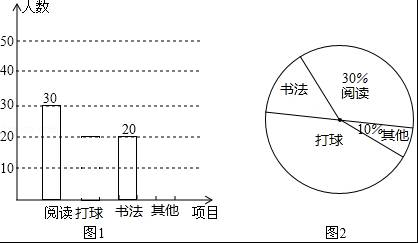 人数
50
40
30
20
10
30
20
阅读 打球 书法 其他 项目
图1
30%
阅读
书法
打球
10%其他
图2